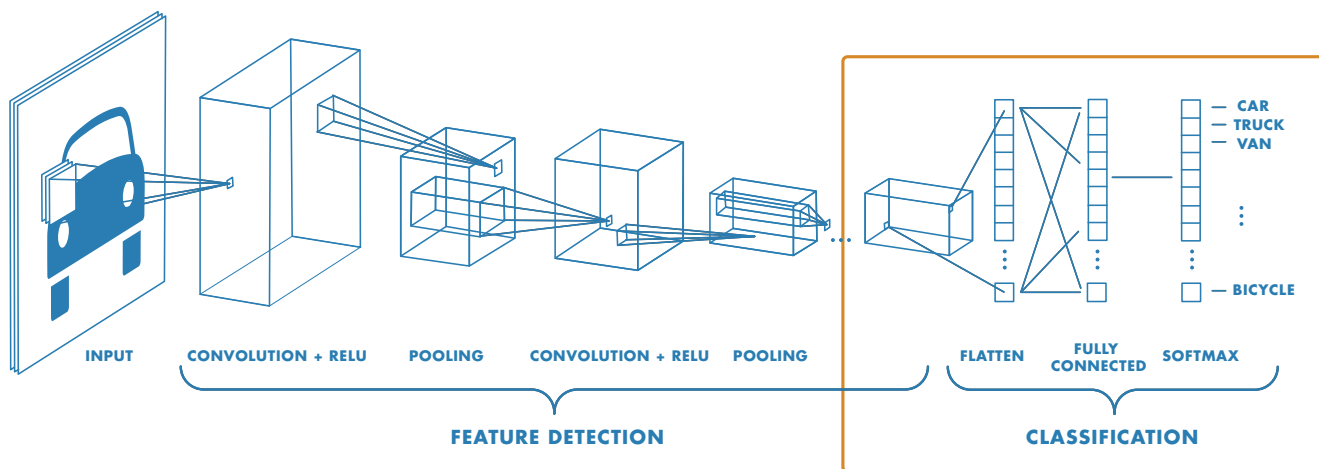 CAR
TRUCK
VAN
BICYCLE
INPUT
CONVOLUTION + RELU
POOLING
CONVOLUTION + RELU
POOLING
FLATTEN
FULLY
CONNECTED
SOFTMAX
FEATURE DETECTION
CLASSIFICATION